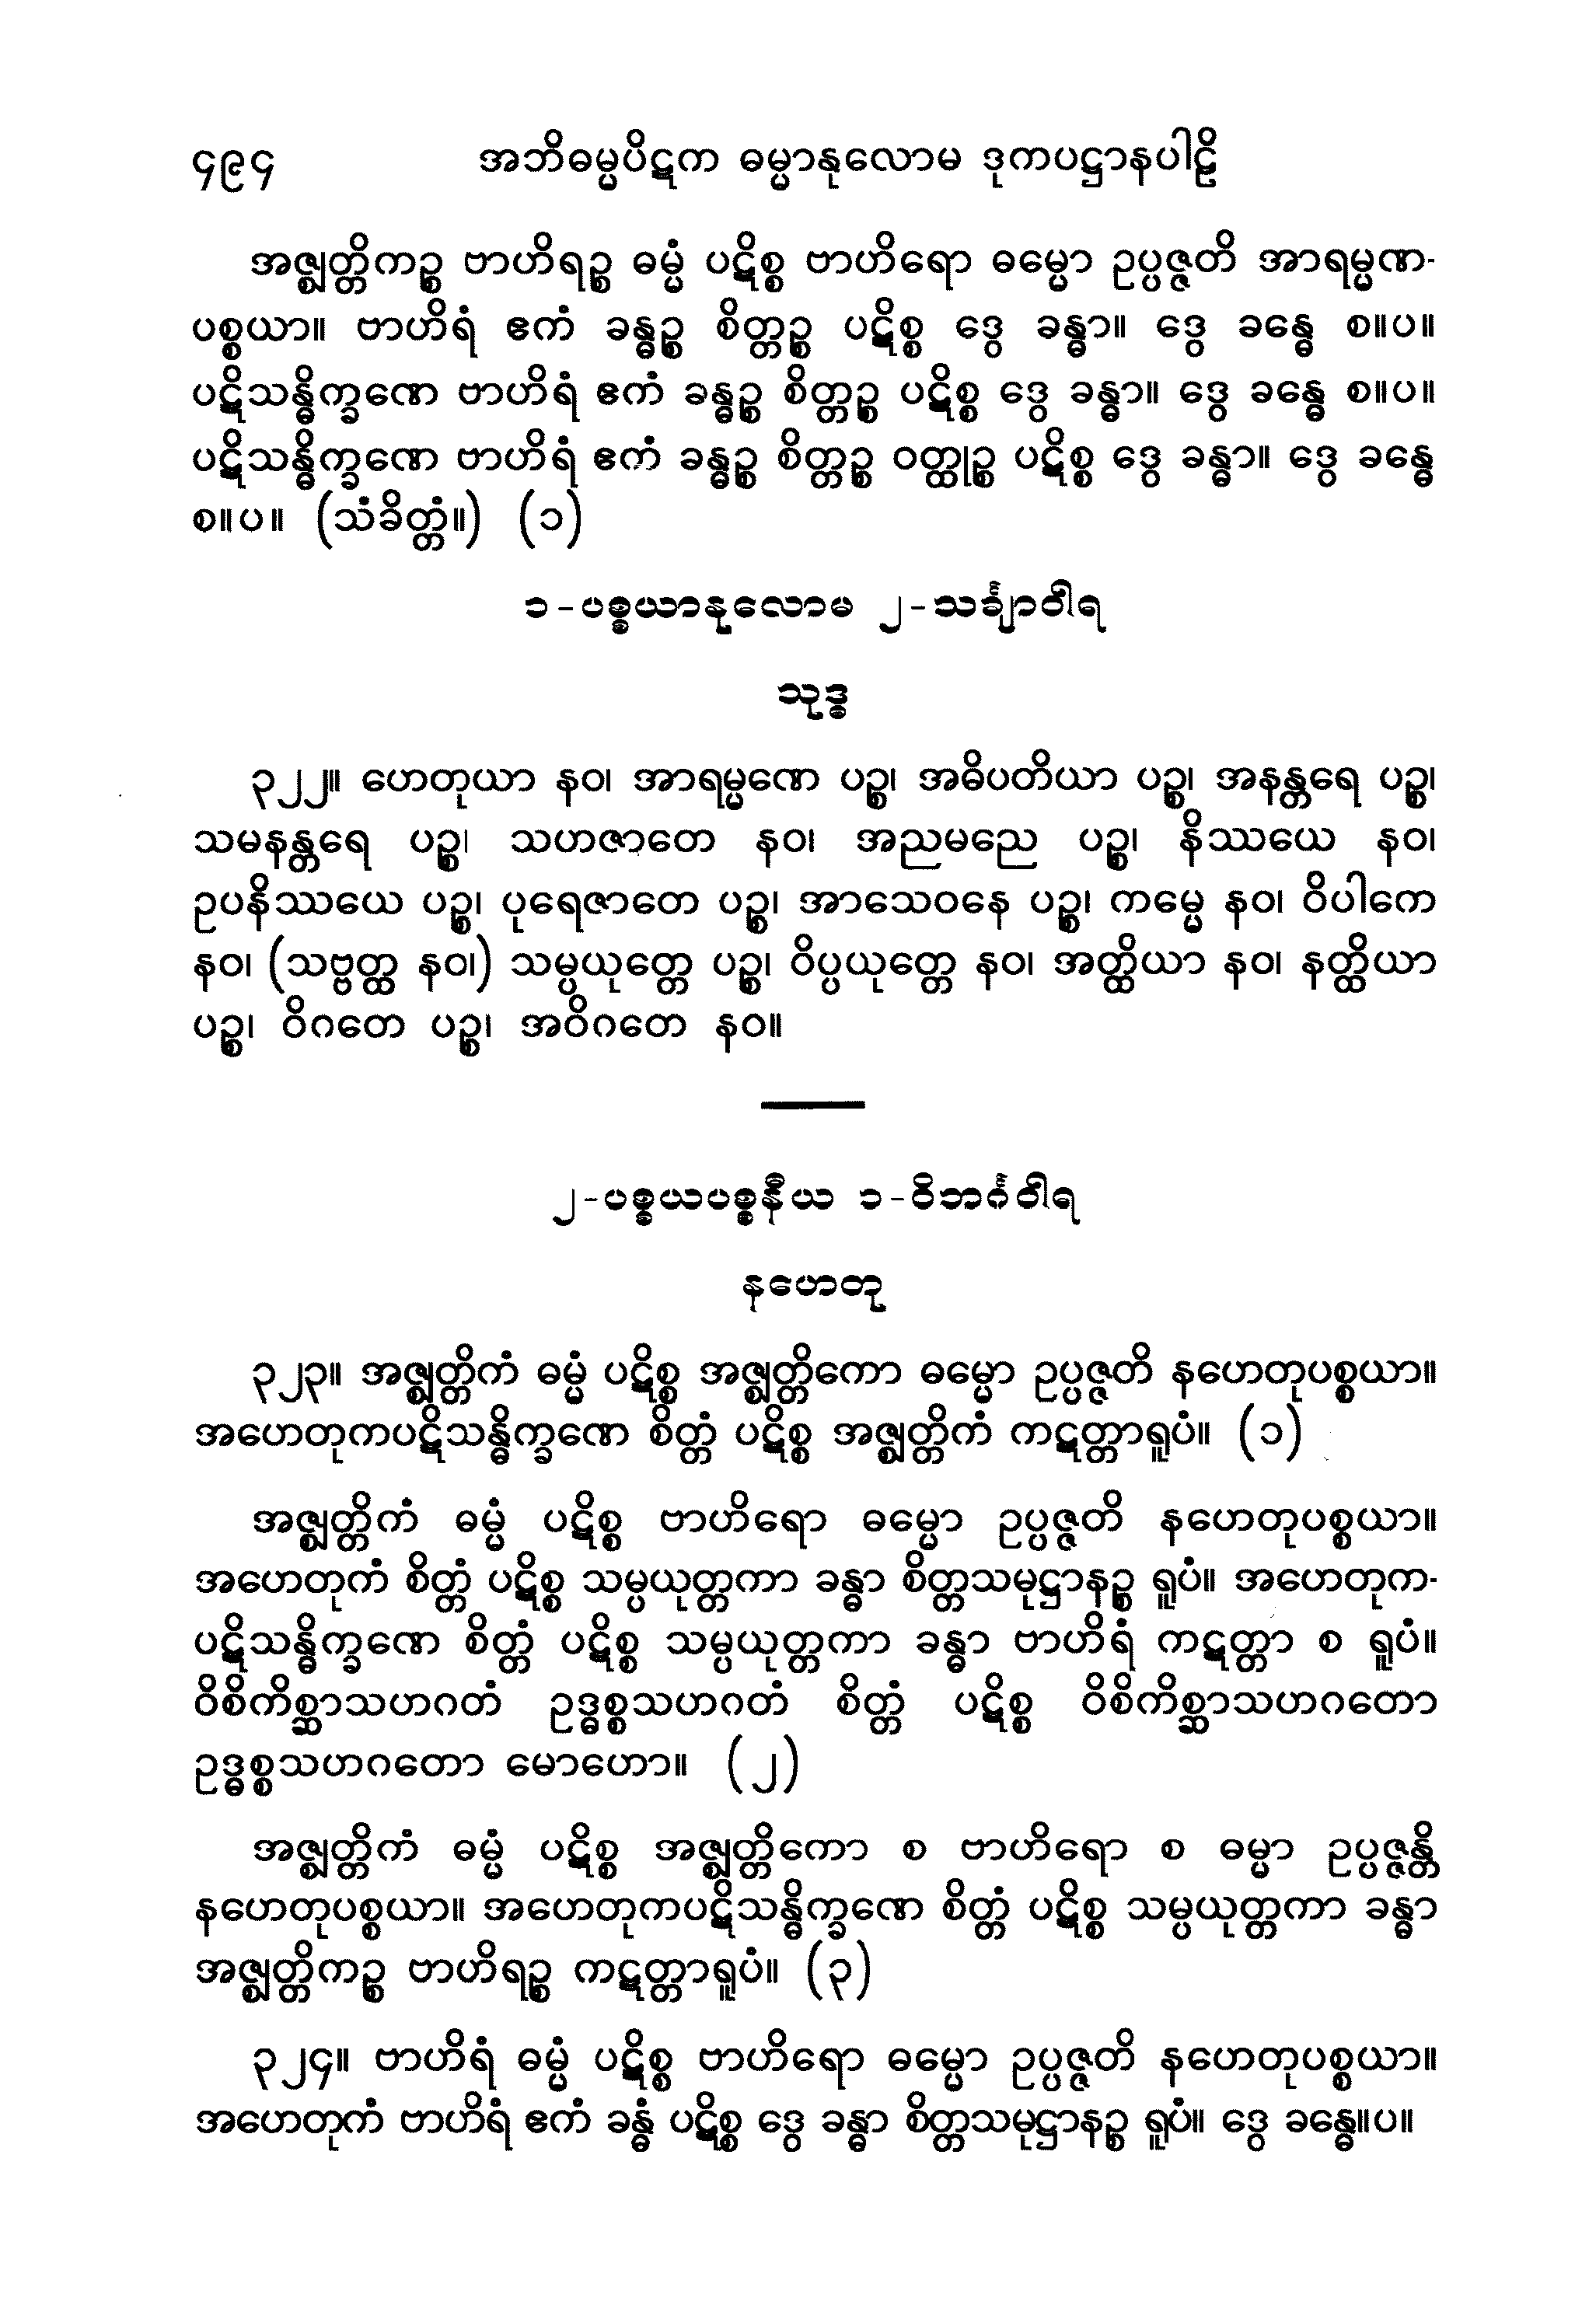 ၄၉၄ အဘိဓမ္မပိဋက ဓမ္မာနုလောမ ဒုကပဋ္ဌာနပါဠိ
အဇ္ဈတ္တိကဉ္စ ဗာဟိရဉ္စ ဓမ္မံ ပဋိစ္စ ဗာဟိရော ဓမ္မော ဥပ္ပဇ္ဇတိ အာရမ္မဏ-
ပစ္စယာ။ ဗာဟိရံ ဧကံ ခန္ဓဉ္စ စိတ္တဉ္စ ပဋိစ္စ ဒွေ ခန္ဓာ။ ဒွေ ခန္ဓေ စ။ပ။
ပဋိသန္ဓိက္ခဏေ ဗာဟိရံ ဧကံ ခန္ဓဉ္စ စိတ္တဉ္စ ပဋိစ္စ ဒွေ ခန္ဓာ။ ဒွေ ခန္ဓေ စ။ပ။
ပဋိသန္ဓိက္ခဏေ ဗာဟိရံ ဧကံ ခန္ဓဉ္စ စိတ္တဉ္စ ဝတ္ထုဉ္စ ပဋိစ္စ ဒွေ ခန္ဓာ။ ဒွေ ခန္ဓေ
စ။ပ။ (သံခိတ္တံ။) (၁)
၁-ပစ္စယာနုလောမ ၂-သင်္ချာဝါရ
သုဒ္ဓ
၃၂၂။ ဟေတုယာ နဝ၊ အာရမ္မဏေ ပဉ္စ၊ အဓိပတိယာ ပဉ္စ၊ အနန္တရေ ပဉ္စ၊
သမနန္တရေ ပဉ္စ၊ သဟဇာတေ နဝ၊ အညမညေ ပဉ္စ၊ နိဿယေ နဝ၊
ဥပနိဿယေ ပဉ္စ၊ ပုရေဇာတေ ပဉ္စ၊ အာသေဝနေ ပဉ္စ၊ ကမ္မေ နဝ၊ ဝိပါကေ
နဝ၊ (သဗ္ဗတ္ထ နဝ၊) သမ္ပယုတ္တေ ပဉ္စ၊ ဝိပ္ပယုတ္တေ နဝ၊ အတ္ထိယာ နဝ၊ နတ္ထိယာ
ပဉ္စ၊ ဝိဂတေ ပဉ္စ၊ အဝိဂတေ နဝ။
၂-ပစ္စယပစ္စနီယ ၁-ဝိဘင်္ဂဝါရ
နဟေတု
၃၂၃။ အဇ္ဈတ္တိကံ ဓမ္မံ ပဋိစ္စ အဇ္ဈတ္တိကော ဓမ္မော ဥပ္ပဇ္ဇတိ နဟေတုပစ္စယာ။
အဟေတုကပဋိသန္ဓိက္ခဏေ စိတ္တံ ပဋိစ္စ အဇ္ဈတ္တိကံ ကဋတ္တာရူပံ။ (၁)
အဇ္ဈတ္တိကံ ဓမ္မံ ပဋိစ္စ ဗာဟိရော ဓမ္မော ဥပ္ပဇ္ဇတိ နဟေတုပစ္စယာ။
အဟေတုကံ စိတ္တံ ပဋိစ္စ သမ္ပယုတ္တကာ ခန္ဓာ စိတ္တသမုဋ္ဌာနဉ္စ ရူပံ။ အဟေတုက-
ပဋိသန္ဓိက္ခဏေ စိတ္တံ ပဋိစ္စ သမ္ပယုတ္တကာ ခန္ဓာ ဗာဟိရံ ကဋတ္တာ စ ရူပံ။
ဝိစိကိစ္ဆာသဟဂတံ ဥဒ္ဓစ္စသဟဂတံ စိတ္တံ ပဋိစ္စ ဝိစိကိစ္ဆာသဟဂတော
ဥဒ္ဓစ္စသဟဂတော မောဟော။ (၂)
အဇ္ဈတ္တိကံ ဓမ္မံ ပဋိစ္စ အဇ္ဈတ္တိကော စ ဗာဟိရော စ ဓမ္မာ ဥပ္ပဇ္ဇန္တိ
နဟေတုပစ္စယာ။ အဟေတုကပဋိသန္ဓိက္ခဏေ စိတ္တံ ပဋိစ္စ သမ္ပယုတ္တကာ ခန္ဓာ
အဇ္ဈတ္တိကဉ္စ ဗာဟိရဉ္စ ကဋတ္တာရူပံ။ (၃)
၃၂၄။ ဗာဟိရံ ဓမ္မံ ပဋိစ္စ ဗာဟိရော ဓမ္မော ဥပ္ပဇ္ဇတိ နဟေတုပစ္စယာ။
အဟေတုကံ ဗာဟိရံ ဧကံ ခန္ဓံ ပဋိစ္စ ဒွေ ခန္ဓာ စိတ္တသမုဋ္ဌာနဉ္စ ရူပံ။ ဒွေ ခန္ဓေ။ပ။